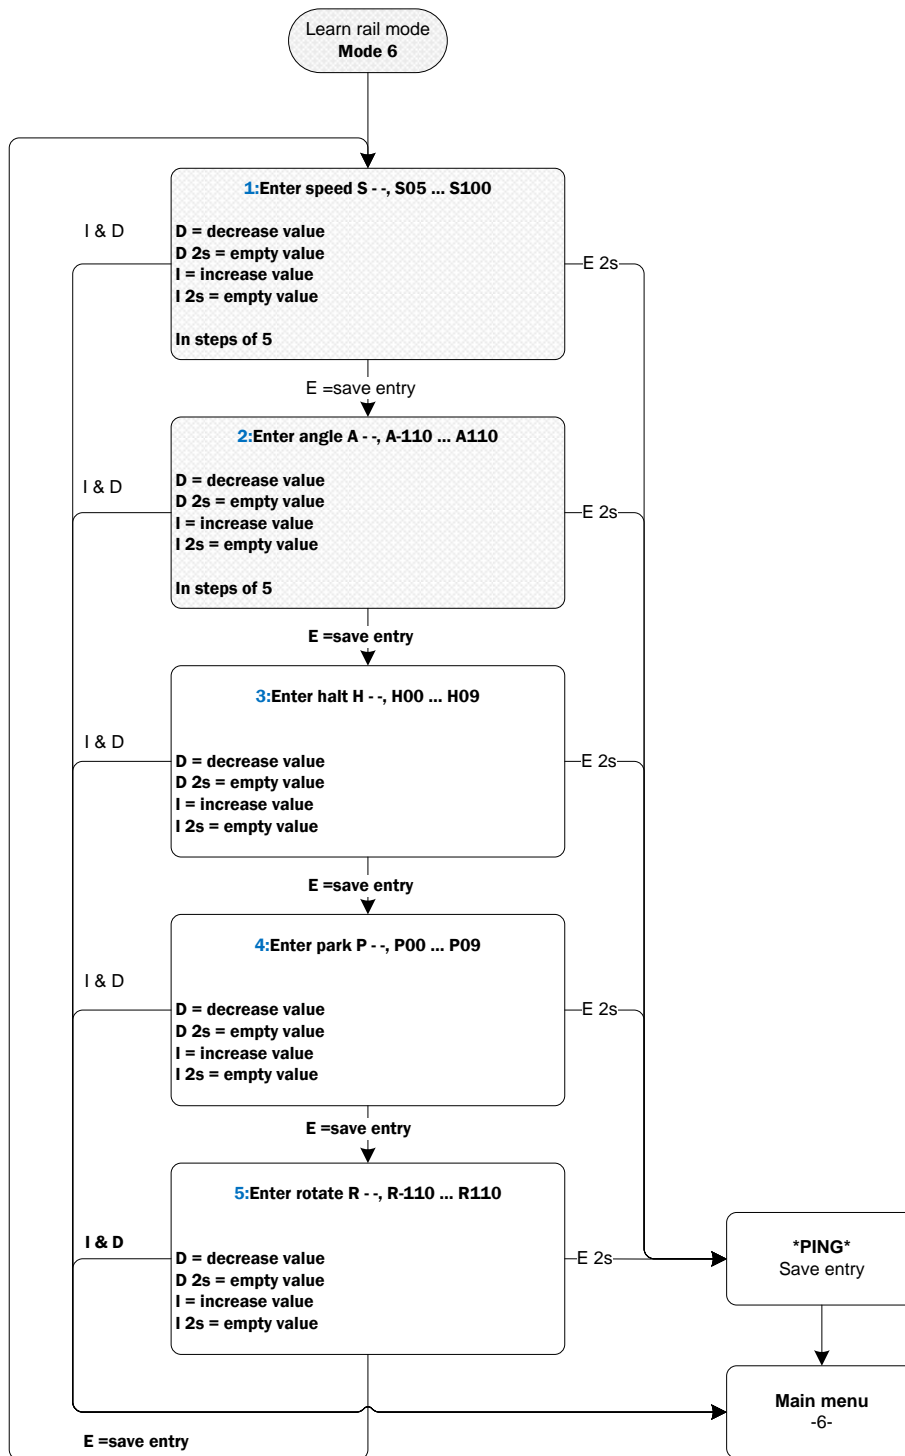 Learn rail mode
Mode 6
1:Enter speed S - -, S05 ... S100
I & D
D = decrease value
D 2s = empty value
I = increase value
I 2s = empty value
E 2s
In steps of 5
E =save entry
2:Enter angle A - -, A-110 ... A110
I & D
D = decrease value
D 2s = empty value
I = increase value
I 2s = empty value
E 2s
In steps of 5
E =save entry
3:Enter halt H - -, H00 ... H09
I & D
D = decrease value
D 2s = empty value
I = increase value
I 2s = empty value
E 2s
E =save entry
4:Enter park P - -, P00 ... P09
I & D
D = decrease value
D 2s = empty value
I = increase value
I 2s = empty value
E 2s
E =save entry
5:Enter rotate R - -, R-110 ... R110
I & D
D = decrease value
D 2s = empty value
I = increase value
I 2s = empty value
E 2s
*PING*
Save entry
Main menu
-6-
E =save entry